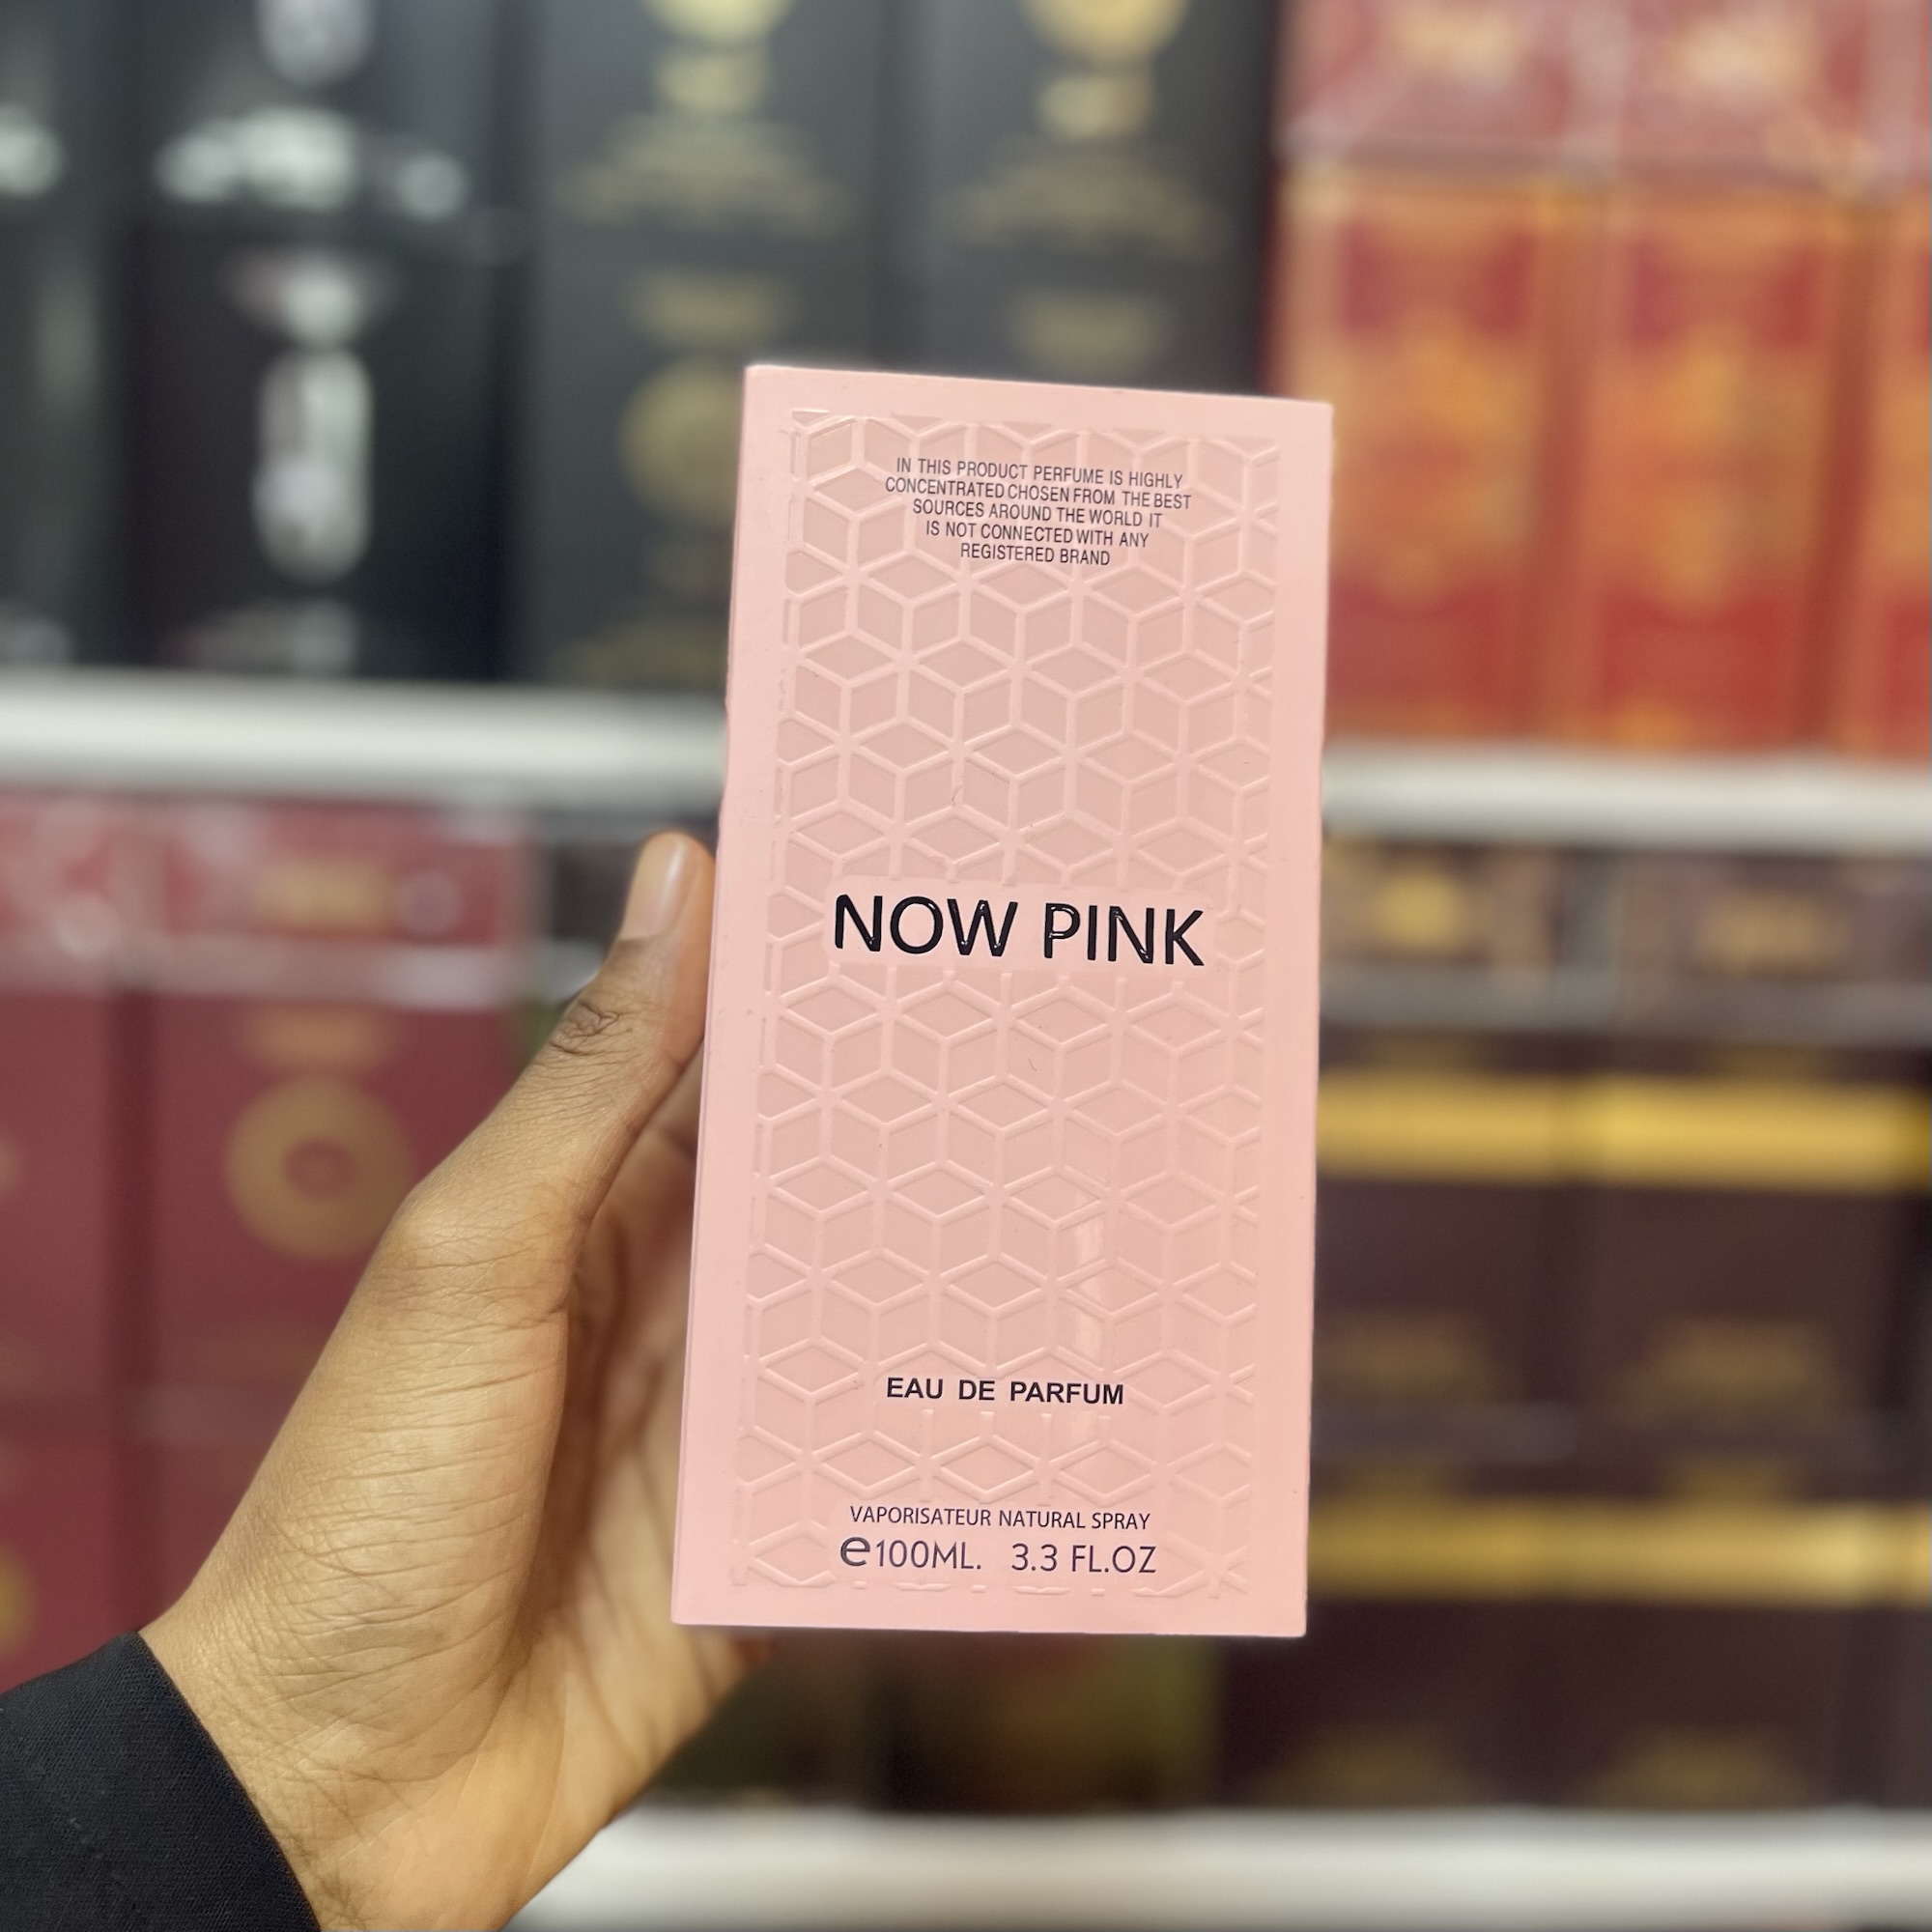 IN THIS PRODUCT PERFUME IS HIGHLY
CONCENTRATED CHOSEN FROM THE BEST
SOURCES AROUND THE WORLD IT
IS NOT CONNECTED WITH ANY
REGISTERED BRAND
NOW PINK
EAU DE PARFUM
VAPORISATEUR NATURAL SPRAY
e100ML. 3.3 FL.OZ